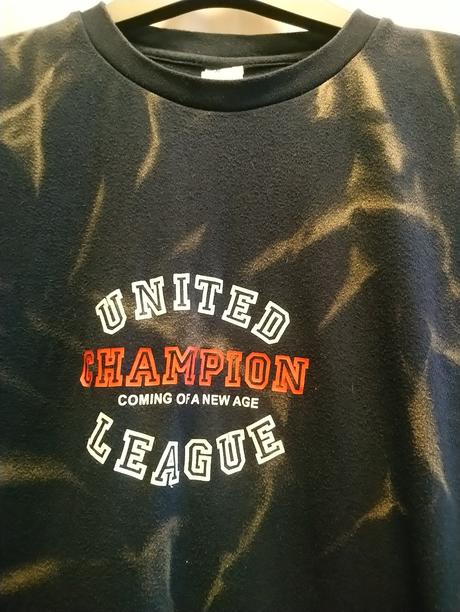 UNITED
CHAMPION
COMING OF A NEW AGE
LEAGUE